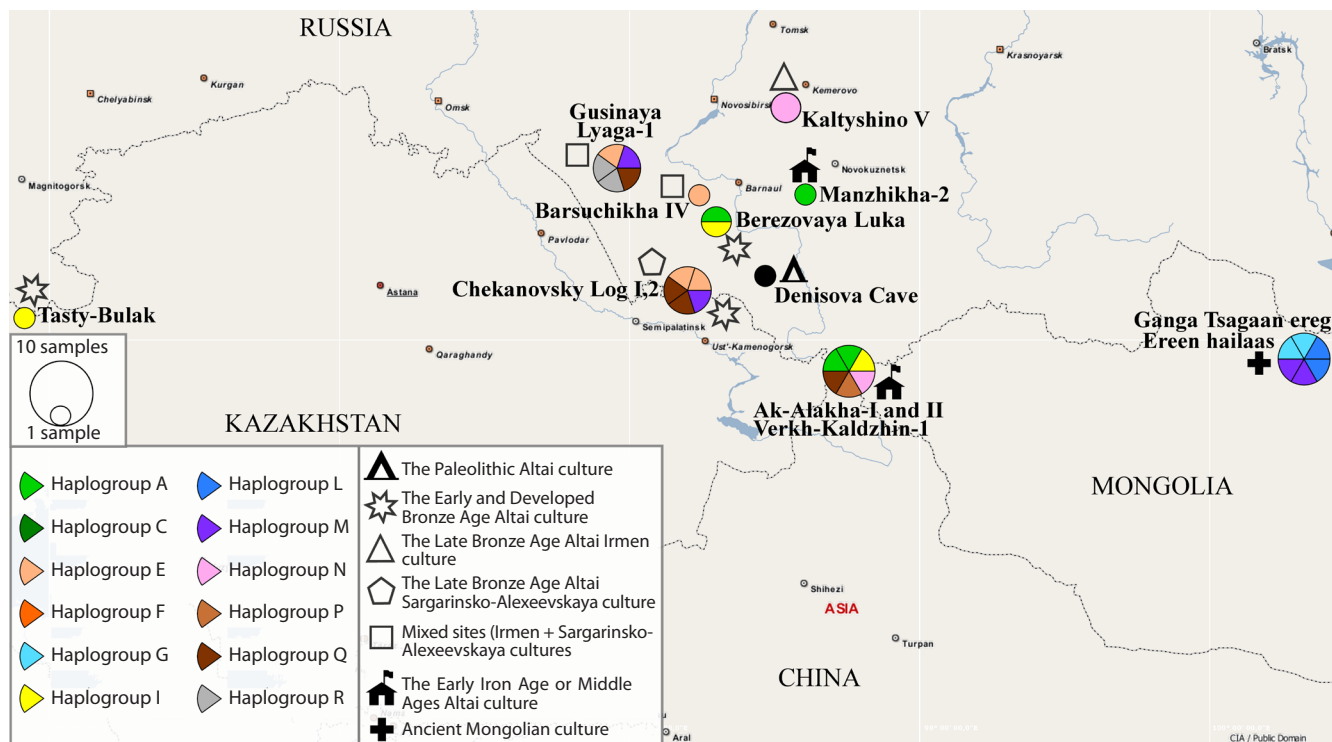 RUSSIA
Tomsk
Bratsk
Krasnoyarsk
Kurgan
Chelyabinsk
Omsk
Novosibirsk
Kemerovo
Gusinaya
Lyaga-1
Kaltyshino V
Magnitogorsk
Novokuznetsk
Barnaul
Manzhikha-2
Barsuchikha IV
Berezovaya Luka
Pavlodar
Astana
Chekanovsky Log I,2
Denisova Cave
Tasty-Bulak
Semipalatinsk
Ust'-Kamenogorsk
Qaraghandy
Ganga Tsagaan ereg
Ereen hailaas
10 samples
1 sample
Ak-Alakha-I and II
Verkh-Kaldzhin-1
KAZAKHSTAN
MONGOLIA
Haplogroup A
Haplogroup C
Haplogroup E
Haplogroup F
Haplogroup G
Haplogroup I
Haplogroup L
Haplogroup M
Haplogroup N
Haplogroup P
Haplogroup Q
Haplogroup R
The Paleolithic Altai culture
The Early and Developed
Bronze Age Altai culture
The Late Bronze Age Altai Irmen
culture
The Late Bronze Age Altai
Sargarinsko-Alexeevskaya culture
Mixed sites (Irmen + Sargarinsko-
Alexeevskaya cultures
The Early Iron Age or Middle
Ages Altai culture
Ancient Mongolian culture
Shihezi
ASIA
Turpan
CHINA
Aral
CIA / Public Domain